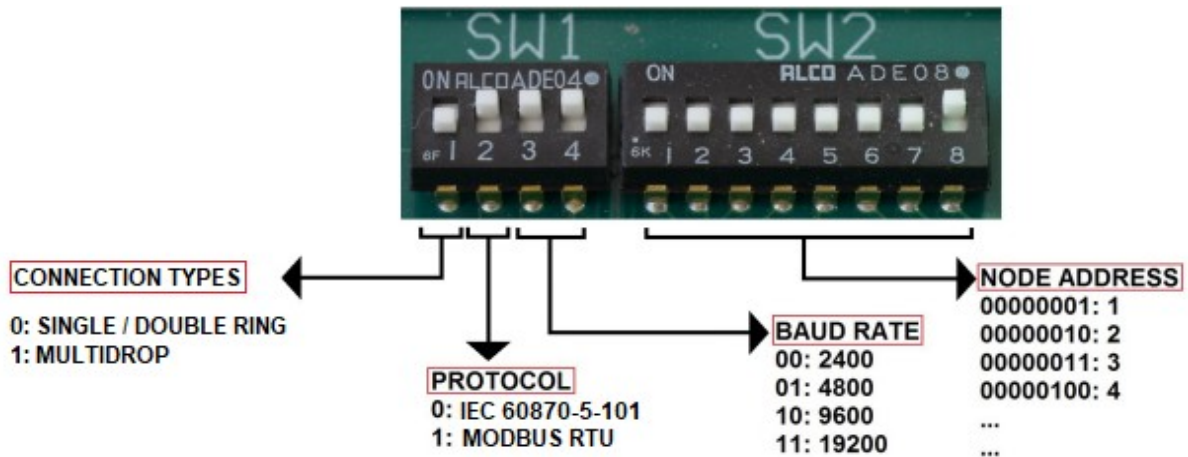 SW1 SW2
ON ALCO ADE04 ON ALCO ADE08
6F 1 2 3 4 6K 1 2 3 4 5 6 7 8
CONNECTION TYPES
0: SINGLE / DOUBLE RING
1: MULTIDROP
PROTOCOL
0: IEC 60870-5-101
1: MODBUS RTU
BAUD RATE
00: 2400
01: 4800
10: 9600
11: 19200
NODE ADDRESS
00000001: 1
00000010: 2
00000011: 3
00000100: 4
...
...